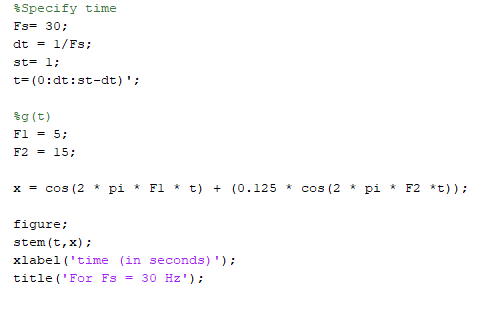 %Specify time
Fs= 30;
dt = 1/Fs;
st= 1;
t=(0:dt:st-dt)';
%g(t)
F1 = 5;
F2 = 15;
x = cos(2 * pi * F1 * t) + (0.125 * cos(2 * pi * F2 *t));
figure;
stem(t,x);
xlabel('time (in seconds)');
title('For Fs = 30 Hz');